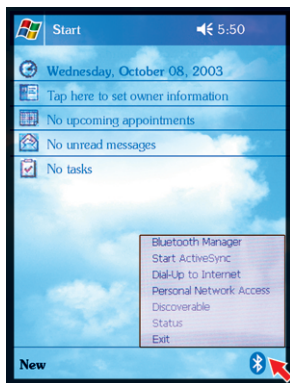 Start 5:50
Wednesday, October 08, 2003
Tap here to set owner information
No upcoming appointments
No unread messages
No tasks
Bluetooth Manager
Start ActiveSync
Dial-Up to Internet
Personal Network Access
Discoverable
Status
Exit
New